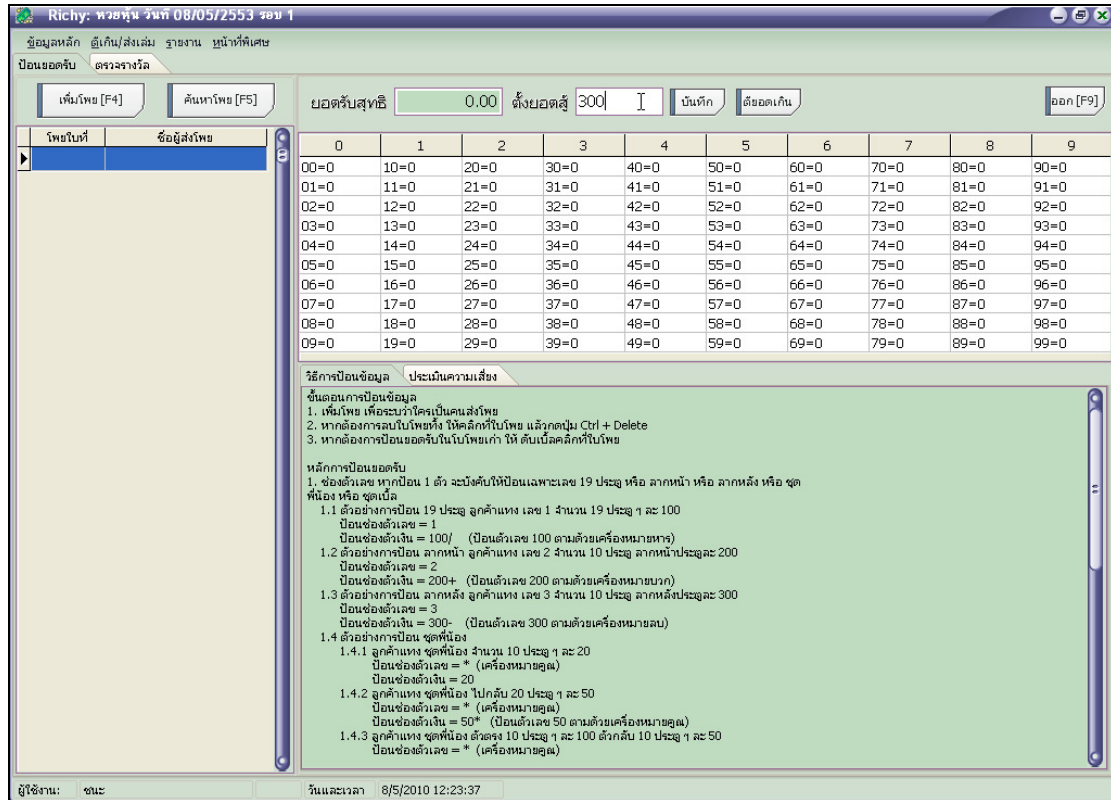 Richy: หวยหุ้น วันที่ 08/05/2553 รอบ 1
ข้อมูลหลัก ตี๋เกิน/ส่งเล่ม รายงาน หน้าที่พิเศษ
ป้อนยอดรับ ตรวจรางวัล
เพิ่มโพย [F4] ค้นหาโพย [F5] ยอดรับสุทธิ 0.00 ตั้งยอดสู้ 300 บันทึก ตียอดเกิน ออก [F9]
โพยใบที่ ชื่อผู้ส่งโพย
0 1 2 3 4 5 6 7 8 9
00=0 10=0 20=0 30=0 40=0 50=0 60=0 70=0 80=0 90=0
01=0 11=0 21=0 31=0 41=0 51=0 61=0 71=0 81=0 91=0
02=0 12=0 22=0 32=0 42=0 52=0 62=0 72=0 82=0 92=0
03=0 13=0 23=0 33=0 43=0 53=0 63=0 73=0 83=0 93=0
04=0 14=0 24=0 34=0 44=0 54=0 64=0 74=0 84=0 94=0
05=0 15=0 25=0 35=0 45=0 55=0 65=0 75=0 85=0 95=0
06=0 16=0 26=0 36=0 46=0 56=0 66=0 76=0 86=0 96=0
07=0 17=0 27=0 37=0 47=0 57=0 67=0 77=0 87=0 97=0
08=0 18=0 28=0 38=0 48=0 58=0 68=0 78=0 88=0 98=0
09=0 19=0 29=0 39=0 49=0 59=0 69=0 79=0 89=0 99=0
วิธีการป้อนข้อมูล ประเมินความเสี่ยง
ขั้นตอนการป้อนข้อมูล
1. เพิ่มโพย เพื่อระบุว่าใครเป็นคนส่งโพย
2. หากต้องการลบใบโพยทิ้ง ให้คลิกที่ใบโพย แล้วกดปุ่ม Ctrl + Delete
3. หากต้องการป้อนยอดรับในใบโพยเก่า ให้ ดับเบิ้ลคลิกที่ใบโพย
หลักการป้อนยอดรับ
1. ช่องตัวเลข หากป้อน 1 ตัว จะบังคับให้ป้อนเฉพาะเลข 19 ประตู หรือ ลากหน้า หรือ ลากหลัง หรือ ชุด
พี่น้อง หรือ ชุดเบิ้ล
1.1 ตัวอย่างการป้อน 19 ประตู ลูกค้าแทง เลข 1 จำนวน 19 ประตู ๆ ละ 100
ป้อนช่องตัวเลข = 1
ป้อนช่องตัวเงิน = 100/ (ป้อนตัวเลข 100 ตามด้วยเครื่องหมายหาร)
1.2 ตัวอย่างการป้อน ลากหน้า ลูกค้าแทง เลข 2 จำนวน 10 ประตู ลากหน้าประตูละ 200
ป้อนช่องตัวเลข = 2
ป้อนช่องตัวเงิน = 200+ (ป้อนตัวเลข 200 ตามด้วยเครื่องหมายบวก)
1.3 ตัวอย่างการป้อน ลากหลัง ลูกค้าแทง เลข 3 จำนวน 10 ประตู ลากหลังประตูละ 300
ป้อนช่องตัวเลข = 3
ป้อนช่องตัวเงิน = 300- (ป้อนตัวเลข 300 ตามด้วยเครื่องหมายลบ)
1.4 ตัวอย่างการป้อน ชุดพี่น้อง
1.4.1 ลูกค้าแทง ชุดพี่น้อง จำนวน 10 ประตู ๆ ละ 20
ป้อนช่องตัวเลข = * (เครื่องหมายคูณ)
ป้อนช่องตัวเงิน = 20
1.4.2 ลูกค้าแทง ชุดพี่น้อง ไปกลับ 20 ประตู ๆ ละ 50
ป้อนช่องตัวเลข = * (เครื่องหมายคูณ)
ป้อนช่องตัวเงิน = 50* (ป้อนตัวเลข 50 ตามด้วยเครื่องหมายคูณ)
1.4.3 ลูกค้าแทง ชุดพี่น้อง ตัวตรง 10 ประตู ๆ ละ 100 ตัวกลับ 10 ประตู ๆ ละ 50
ป้อนช่องตัวเลข = * (เครื่องหมายคูณ)
ผู้ใช้งาน: ชนะ วันและเวลา 8/5/2010 12:23:37